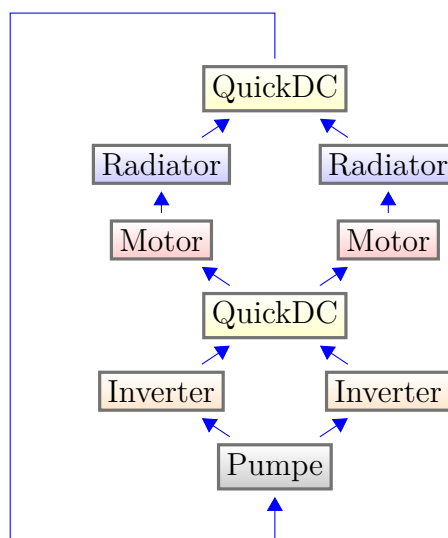 QuickDC
Radiator Radiator
Motor Motor
QuickDC
Inverter Inverter
Pumpe